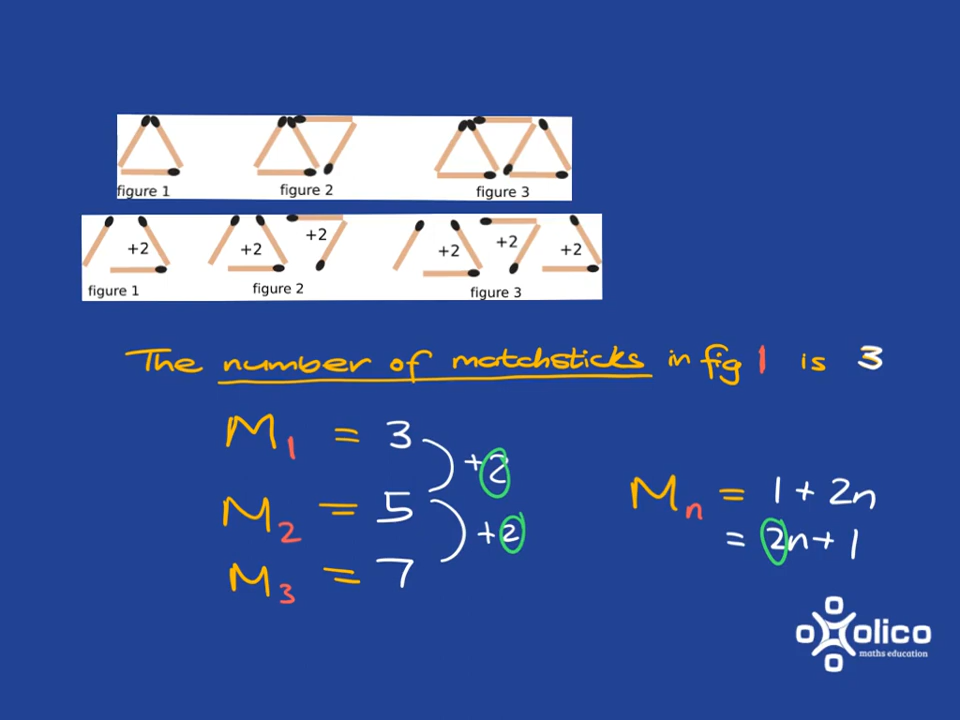 figure 1 figure 2 figure 3
+2 +2 +2 +2 +2 +2
figure 1 figure 2 figure 3
The number of matchsticks in fig 1 is 3
M1 = 3
+2
M2 = 5
+2
M3 = 7
Mn = 1 + 2n
= 2n + 1
olico
maths education